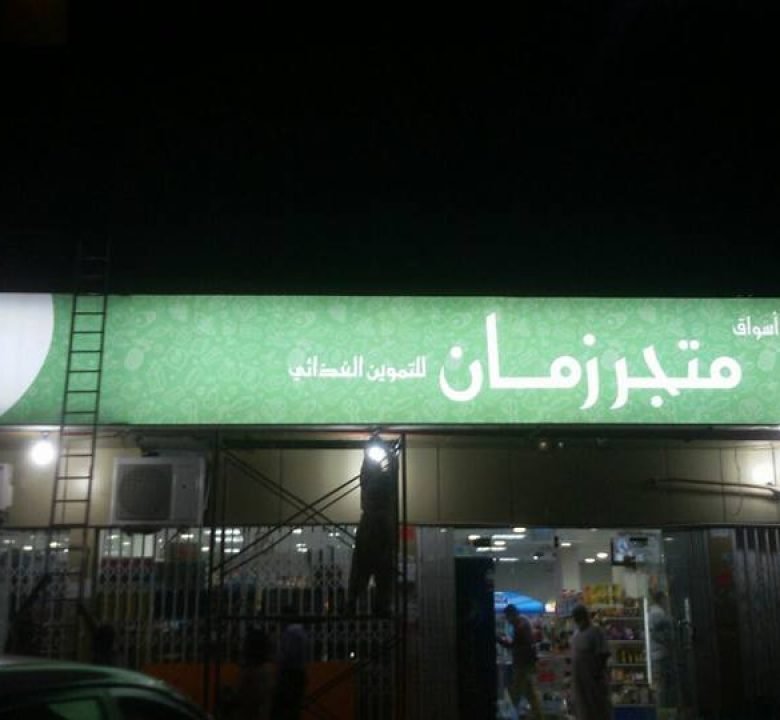 أسواق
متجر زمان
للتموين الغذائي